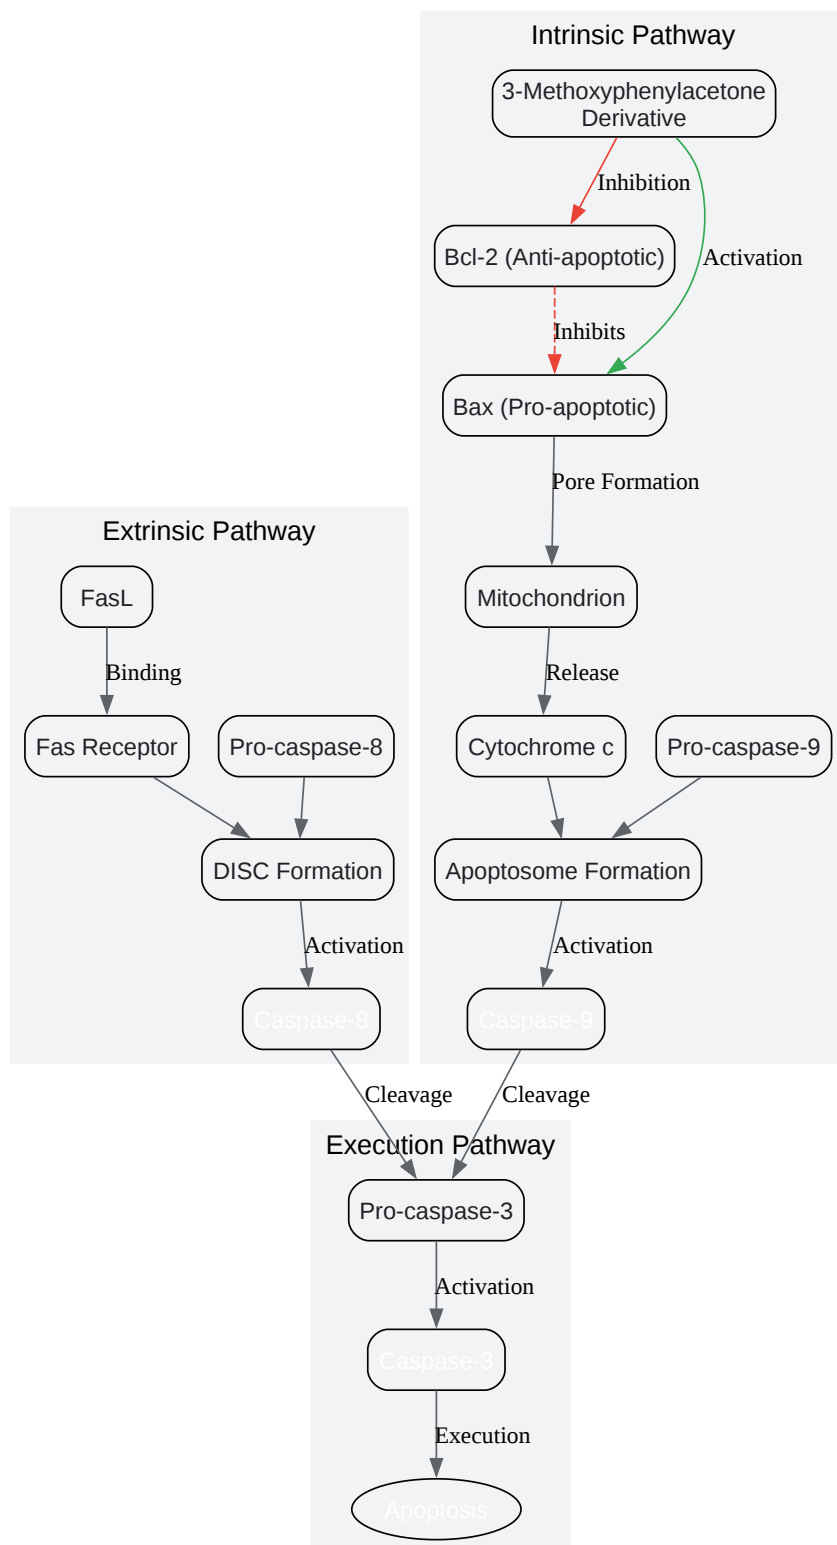 Intrinsic Pathway
3-Methoxyphenylacetone
Derivative
Inhibition
Bcl-2 (Anti-apoptotic)
Activation
Inhibits
Bax (Pro-apoptotic)
Pore Formation
Extrinsic Pathway
FasL
Mitochondrion
Binding
Release
Fas Receptor
Pro-caspase-8
Cytochrome c
Pro-caspase-9
DISC Formation
Apoptosome Formation
Activation
Activation
Caspase-8
Caspase-9
Cleavage
Cleavage
Execution Pathway
Pro-caspase-3
Activation
Caspase-3
Execution
Apoptosis